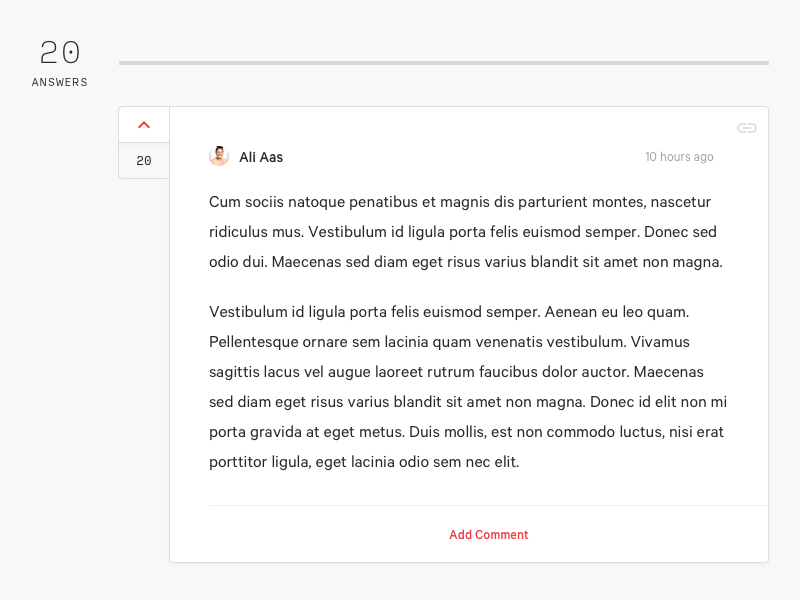 20
ANSWERS
20
Ali Aas
10 hours ago
Cum sociis natoque penatibus et magnis dis parturient montes, nascetur
ridiculus mus. Vestibulum id ligula porta felis euismod semper. Donec sed
odio dui. Maecenas sed diam eget risus varius blandit sit amet non magna.
Vestibulum id ligula porta felis euismod semper. Aenean eu leo quam.
Pellentesque ornare sem lacinia quam venenatis vestibulum. Vivamus
sagittis lacus vel augue laoreet rutrum faucibus dolor auctor. Maecenas
sed diam eget risus varius blandit sit amet non magna. Donec id elit non mi
porta gravida at eget metus. Duis mollis, est non commodo luctus, nisi erat
porttitor ligula, eget lacinia odio sem nec elit.
Add Comment